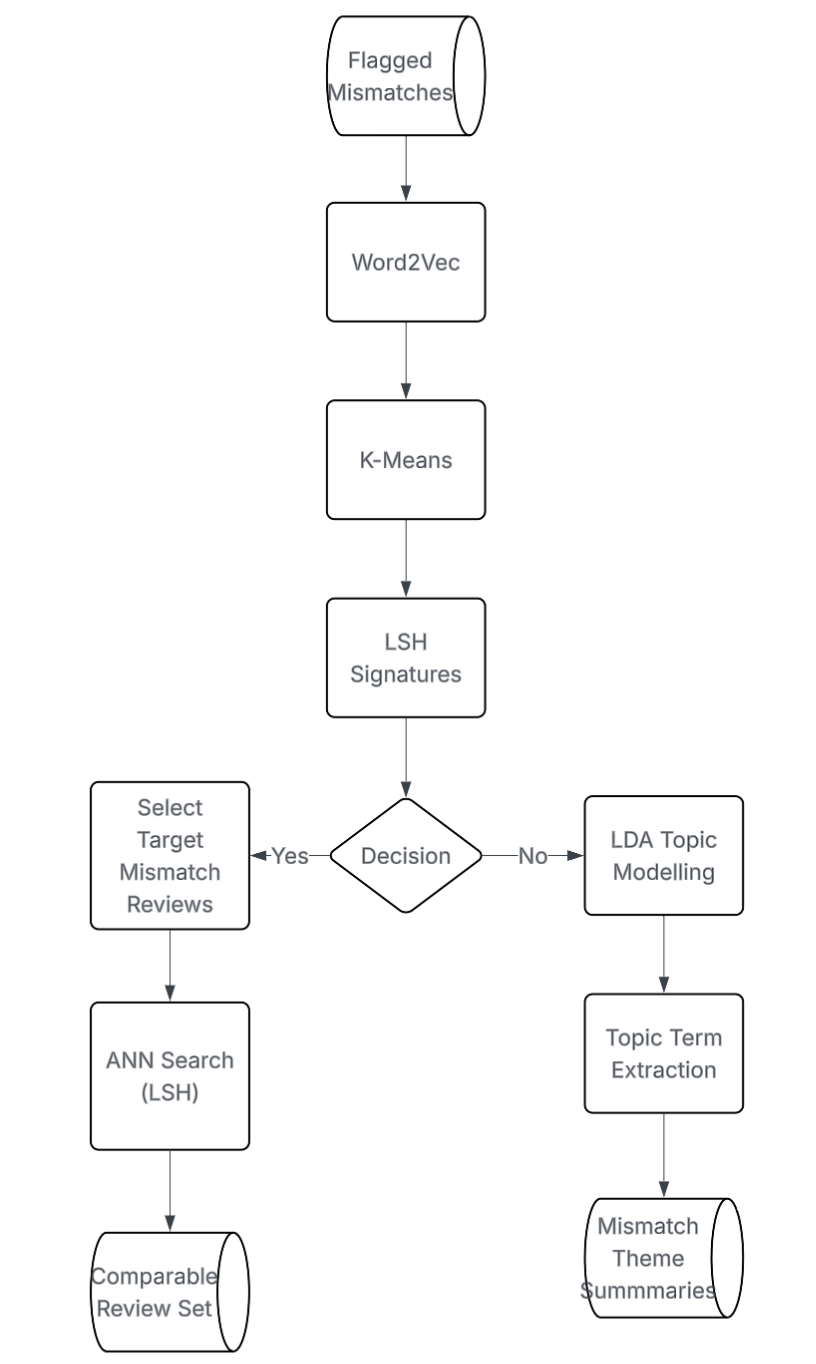 Flagged
Mismatches
Word2Vec
K-Means
LSH
Signatures
Select
Target
Mismatch
Reviews
Yes
Decision
No
LDA Topic
Modelling
ANN Search
(LSH)
Topic Term
Extraction
Comparable
Review Set
Mismatch
Theme
Summmaries